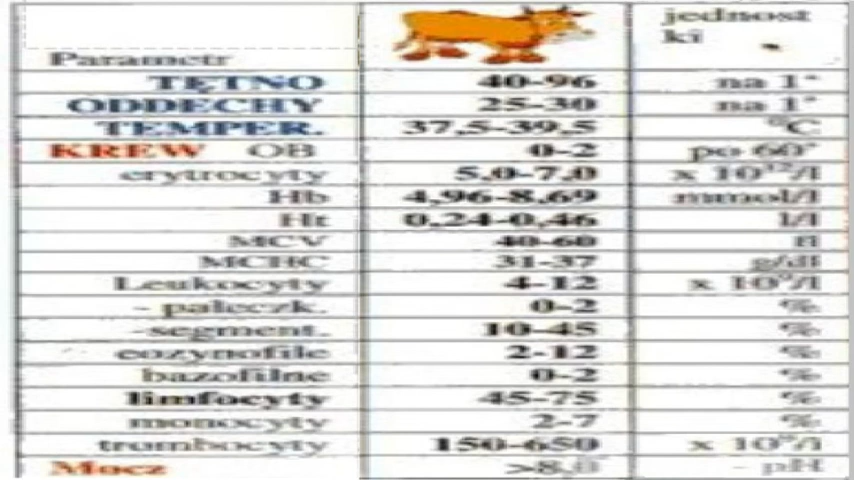 Parametr jednost
ki
TĘTNO 40-96 na 1'
ODDECHY 25-30 na 1'
TEMPER. 37,5-39,5 °C
KREW OB 0-2 po 60'
erytrocyty 5,0-7,0 x 10¹²/l
Hb 4,96-8,69 mmol/l
Ht 0,24-0,46 l/l
MCV 40-60 fl
MCHC 31-37 g/dl
Leukocyty 4-12 x 10⁹/l
- pałeczk. 0-2 %
-segment. 10-45 %
eozynofile 2-12 %
bazofilne 0-2 %
limfocyty 45-75 %
monocyty 2-7 %
trombocyty 150-650 x 10⁹/l
Mocz >8,0 - pH